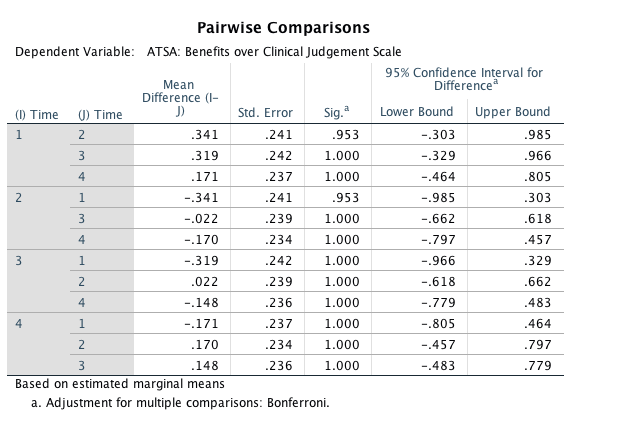 Pairwise Comparisons
Dependent Variable: ATSA: Benefits over Clinical Judgement Scale
(I) Time (J) Time Mean Difference (I–J) Std. Error Sig.a 95% Confidence Interval for Differencea
Lower Bound Upper Bound
1 2 .341 .241 .953 -.303 .985
3 .319 .242 1.000 -.329 .966
4 .171 .237 1.000 -.464 .805
2 1 -.341 .241 .953 -.985 .303
3 -.022 .239 1.000 -.662 .618
4 -.170 .234 1.000 -.797 .457
3 1 -.319 .242 1.000 -.966 .329
2 .022 .239 1.000 -.618 .662
4 -.148 .236 1.000 -.779 .483
4 1 -.171 .237 1.000 -.805 .464
2 .170 .234 1.000 -.457 .797
3 .148 .236 1.000 -.483 .779
Based on estimated marginal means
a. Adjustment for multiple comparisons: Bonferroni.